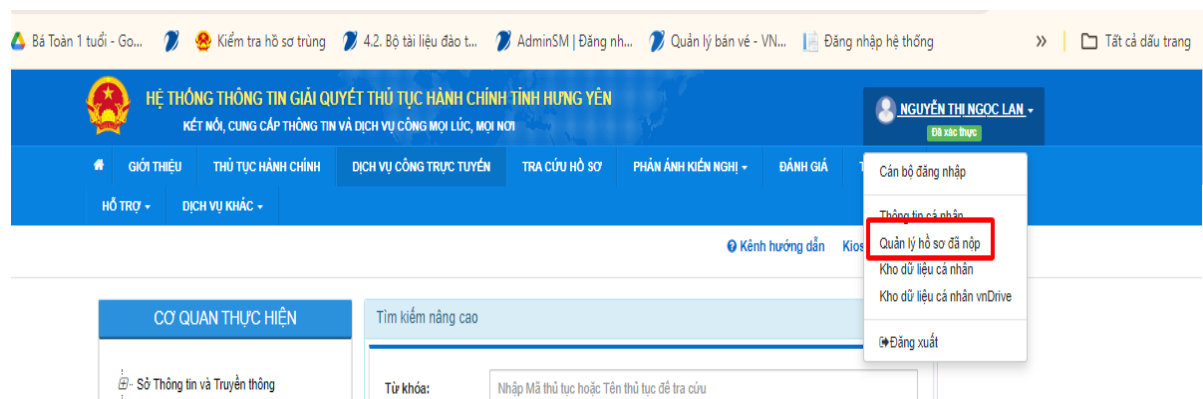 Bá Toàn 1 tuổi - Go... Kiểm tra hồ sơ trùng 4.2. Bộ tài liệu đào t... AdminSM | Đăng nh... Quản lý bán vé - VN... Đăng nhập hệ thống » Tất cả dấu trang
HỆ THỐNG THÔNG TIN GIẢI QUYẾT THỦ TỤC HÀNH CHÍNH TỈNH HƯNG YÊN
KẾT NỐI, CUNG CẤP THÔNG TIN VÀ DỊCH VỤ CÔNG MỌI LÚC, MỌI NƠI
NGUYỄN THỊ NGỌC LAN
Đã xác thực
GIỚI THIỆU THỦ TỤC HÀNH CHÍNH DỊCH VỤ CÔNG TRỰC TUYẾN TRA CỨU HỒ SƠ PHẢN ÁNH KIẾN NGHỊ ĐÁNH GIÁ
HỖ TRỢ DỊCH VỤ KHÁC
Cán bộ đăng nhập
Thông tin cá nhân
Quản lý hồ sơ đã nộp
Kho dữ liệu cá nhân
Kho dữ liệu cá nhân vnDrive
Đăng xuất
Kênh hướng dẫn Kios
CƠ QUAN THỰC HIỆN
Sở Thông tin và Truyền thông
Tìm kiếm nâng cao
Từ khóa: Nhập Mã thủ tục hoặc Tên thủ tục để tra cứu